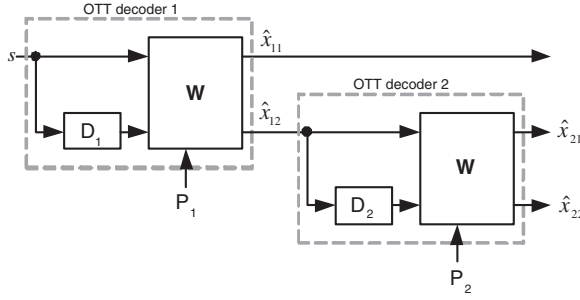 OTT decoder 1
s
W
D₁
P₁
x̂₁₁
x̂₁₂
OTT decoder 2
W
D₂
P₂
x̂₂₁
x̂₂₂